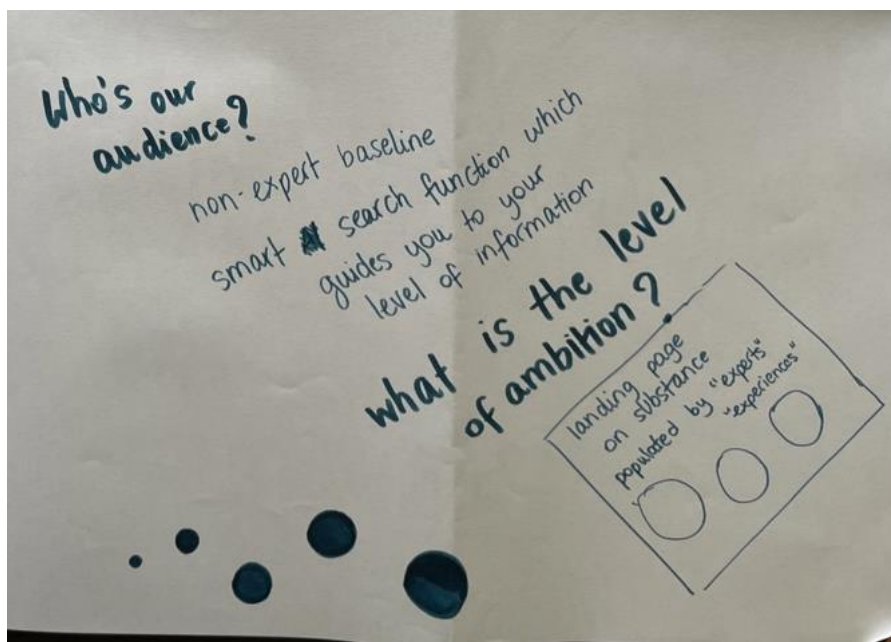 Who's our
audience?
non-expert baseline
smart search function which
guides you to your
level of information
what is the level
of ambition?
landing page
on substance
populated by "experts"
"experiences"